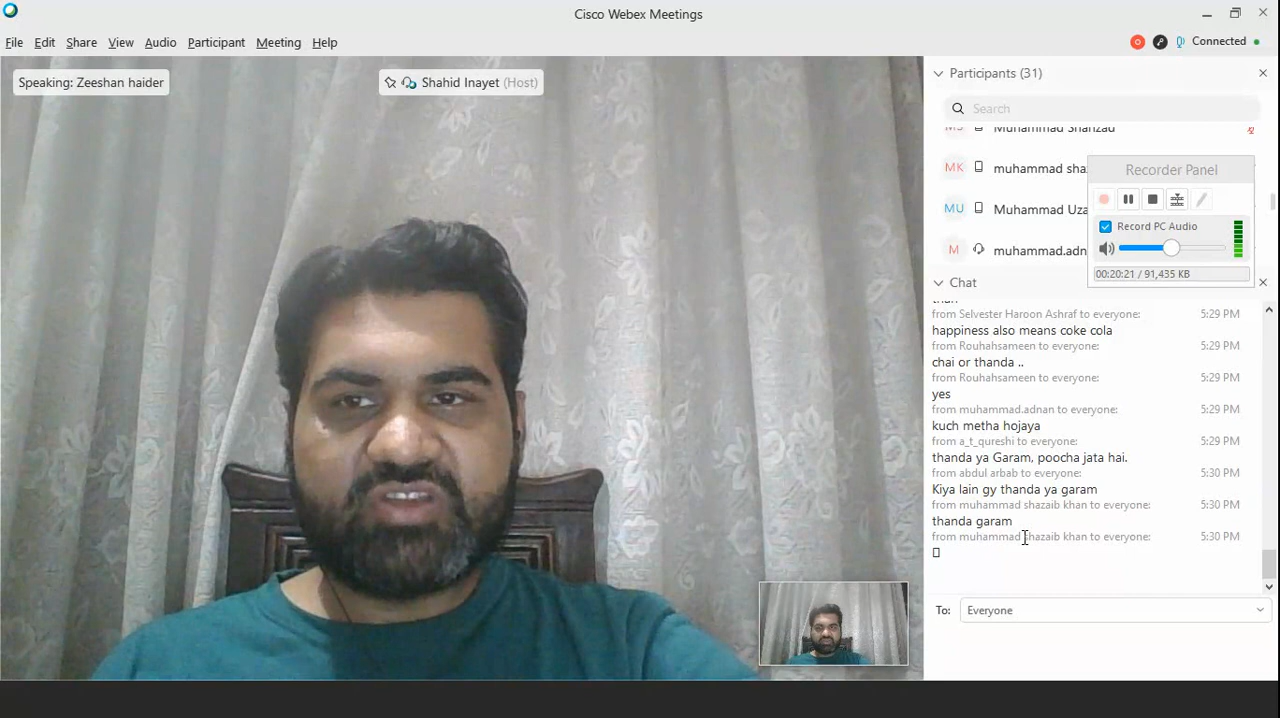 Cisco Webex Meetings
File Edit Share View Audio Participant Meeting Help
Connected
Speaking: Zeeshan haider
Shahid Inayet (Host)
Participants (31)
Search
Muhammad Shahzad
MK muhammad sha
MU Muhammad Uza
M muhammad.adn
Recorder Panel
Record PC Audio
00:20:21 / 91,435 KB
Chat
from Selvester Haroon Ashraf to everyone: 5:29 PM
happiness also means coke cola
from Rouhahsameen to everyone: 5:29 PM
chai or thanda ..
from Rouhahsameen to everyone: 5:29 PM
yes
from muhammad.adnan to everyone: 5:29 PM
kuch metha hojaya
from a_t_qureshi to everyone: 5:29 PM
thanda ya Garam, poocha jata hai.
from abdul arbab to everyone: 5:30 PM
Kiya lain gy thanda ya garam
from muhammad shazaib khan to everyone: 5:30 PM
thanda garam
from muhammad shazaib khan to everyone: 5:30 PM
To: Everyone